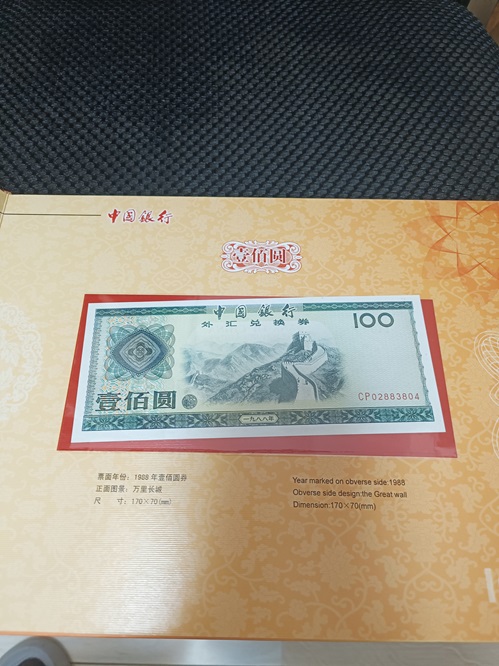 中国银行
壹佰圆
中国银行
外汇兑换券
100
壹佰圆
CP02883804
一九八八年
票面年份：1988 年壹佰圆券
正面图景：万里长城
尺 寸：170×70(mm)
Year marked on obverse side:1988
Obverse side design:the Great wall
Dimension:170×70(mm)